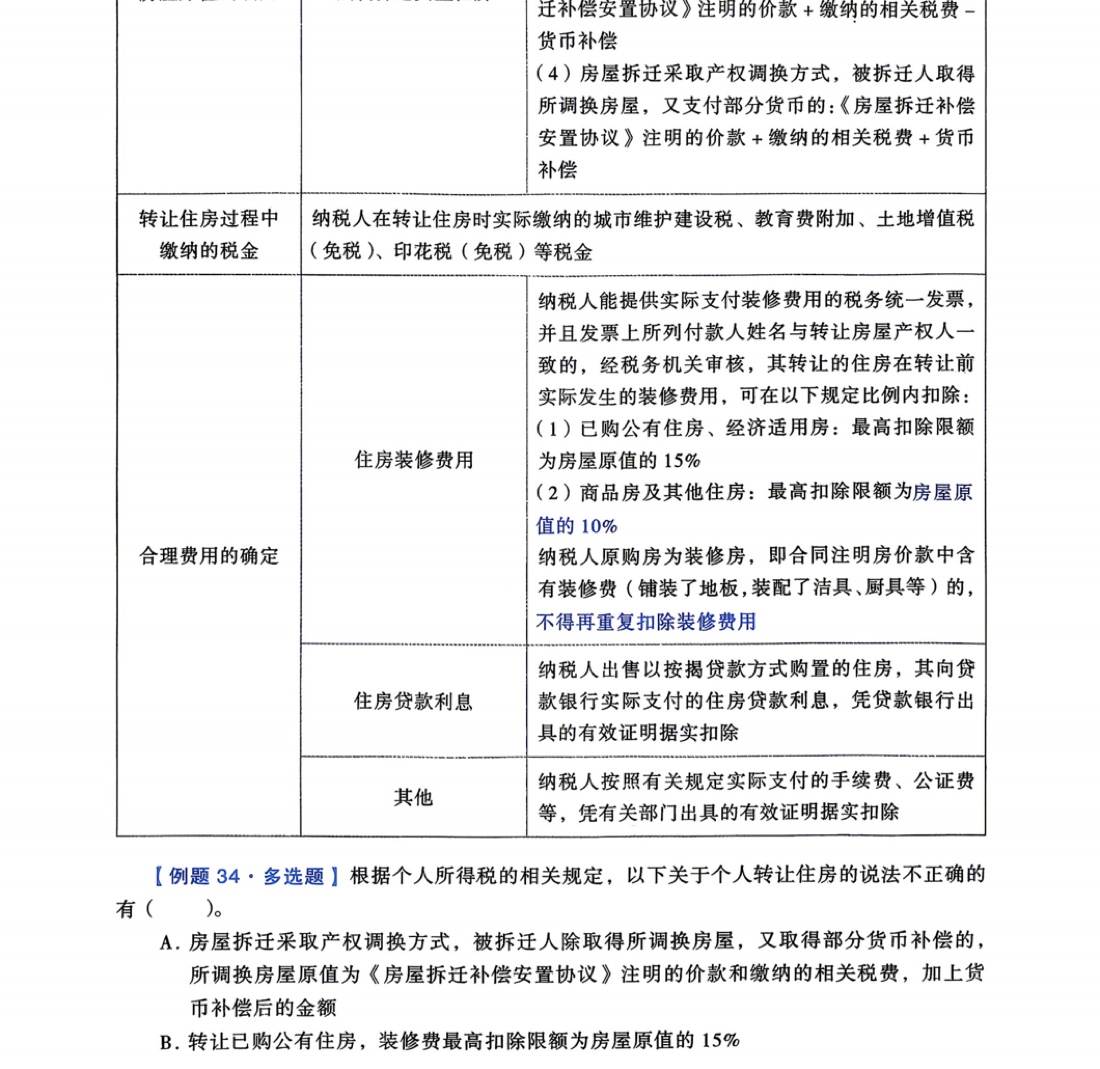 迁补偿安置协议》注明的价款+缴纳的相关税费-
货币补偿
(4)房屋拆迁采取产权调换方式，被拆迁人取得
所调换房屋，又支付部分货币的:《房屋拆迁补偿
安置协议》注明的价款+缴纳的相关税费+货币
补偿
转让住房过程中
缴纳的税金
纳税人在转让住房时实际缴纳的城市维护建设税、教育费附加、土地增值税
(免税)、印花税(免税)等税金
合理费用的确定
住房装修费用
纳税人能提供实际支付装修费用的税务统一发票，
并且发票上所列付款人姓名与转让房屋产权人一
致的，经税务机关审核，其转让的住房在转让前
实际发生的装修费用，可在以下规定比例内扣除：
(1)已购公有住房、经济适用房：最高扣除限额
为房屋原值的15%
(2)商品房及其他住房：最高扣除限额为房屋原
值的10%
纳税人原购房为装修房，即合同注明房价款中含
有装修费(铺装了地板,装配了洁具、厨具等)的，
不得再重复扣除装修费用
住房贷款利息
纳税人出售以按揭贷款方式购置的住房，其向贷
款银行实际支付的住房贷款利息，凭贷款银行出
具的有效证明据实扣除
其他
纳税人按照有关规定实际支付的手续费、公证费
等，凭有关部门出具的有效证明据实扣除
【例题34·多选题】根据个人所得税的相关规定，以下关于个人转让住房的说法不正确的
有(　　)。
A. 房屋拆迁采取产权调换方式，被拆迁人除取得所调换房屋，又取得部分货币补偿的，
所调换房屋原值为《房屋拆迁补偿安置协议》注明的价款和缴纳的相关税费，加上货
币补偿后的金额
B. 转让已购公有住房，装修费最高扣除限额为房屋原值的15%